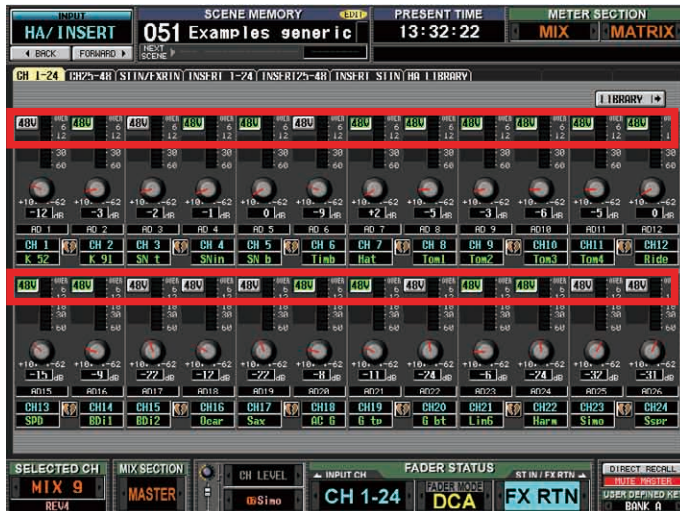 INPUT
HA/ INSERT
BACK FORWARD
SCENE MEMORY EDIT
051 Examples generic
NEXT SCENE
PRESENT TIME
13:32:22
METER SECTION
MIX MATRIX
CH 1-24 CH25-48 STIN/FXRTN INSERT 1-24 INSERT25-48 INSERT STIN HA LIBRARY
LIBRARY
48V 48V 48V 48V 48V 48V 48V 48V 48V 48V 48V 48V
-12 dB -3 dB -2 dB -1 dB 0 dB -9 dB +2 dB -5 dB -3 dB -6 dB -5 dB 0 dB
AD 1 AD 2 AD 3 AD 4 AD 5 AD 6 AD 7 AD 8 AD 9 AD10 AD11 AD12
CH 1 CH 2 CH 3 CH 4 CH 5 CH 6 CH 7 CH 8 CH 9 CH10 CH11 CH12
K 52 K 91 SN t SNin SN b Timb Hat Tom1 Tom2 Tom3 Tom4 Ride
48V 48V 48V 48V 48V 48V 48V 48V 48V 48V 48V 48V
-15 dB -9 dB -22 dB -12 dB -22 dB -8 dB -11 dB -24 dB -6 dB -24 dB -32 dB -31 dB
AD15 AD16 AD17 AD18 AD19 AD20 AD21 AD22 AD23 AD24 AD25 AD26
CH13 CH14 CH15 CH16 CH17 CH18 CH19 CH20 CH21 CH22 CH23 CH24
SPD BDi1 BDi2 Ocar Sax AC G G tp G bt Lin6 Harm Simo Sspr
SELECTED CH
MIX 9
REV4
MIX SECTION
MASTER
CH LEVEL
Simo
FADER STATUS
INPUT CH
CH 1-24
FADER MODE
DCA
ST IN / FX RTN
FX RTN
DIRECT RECALL
MUTE MASTER
USER DEFINED KEY
BANK A